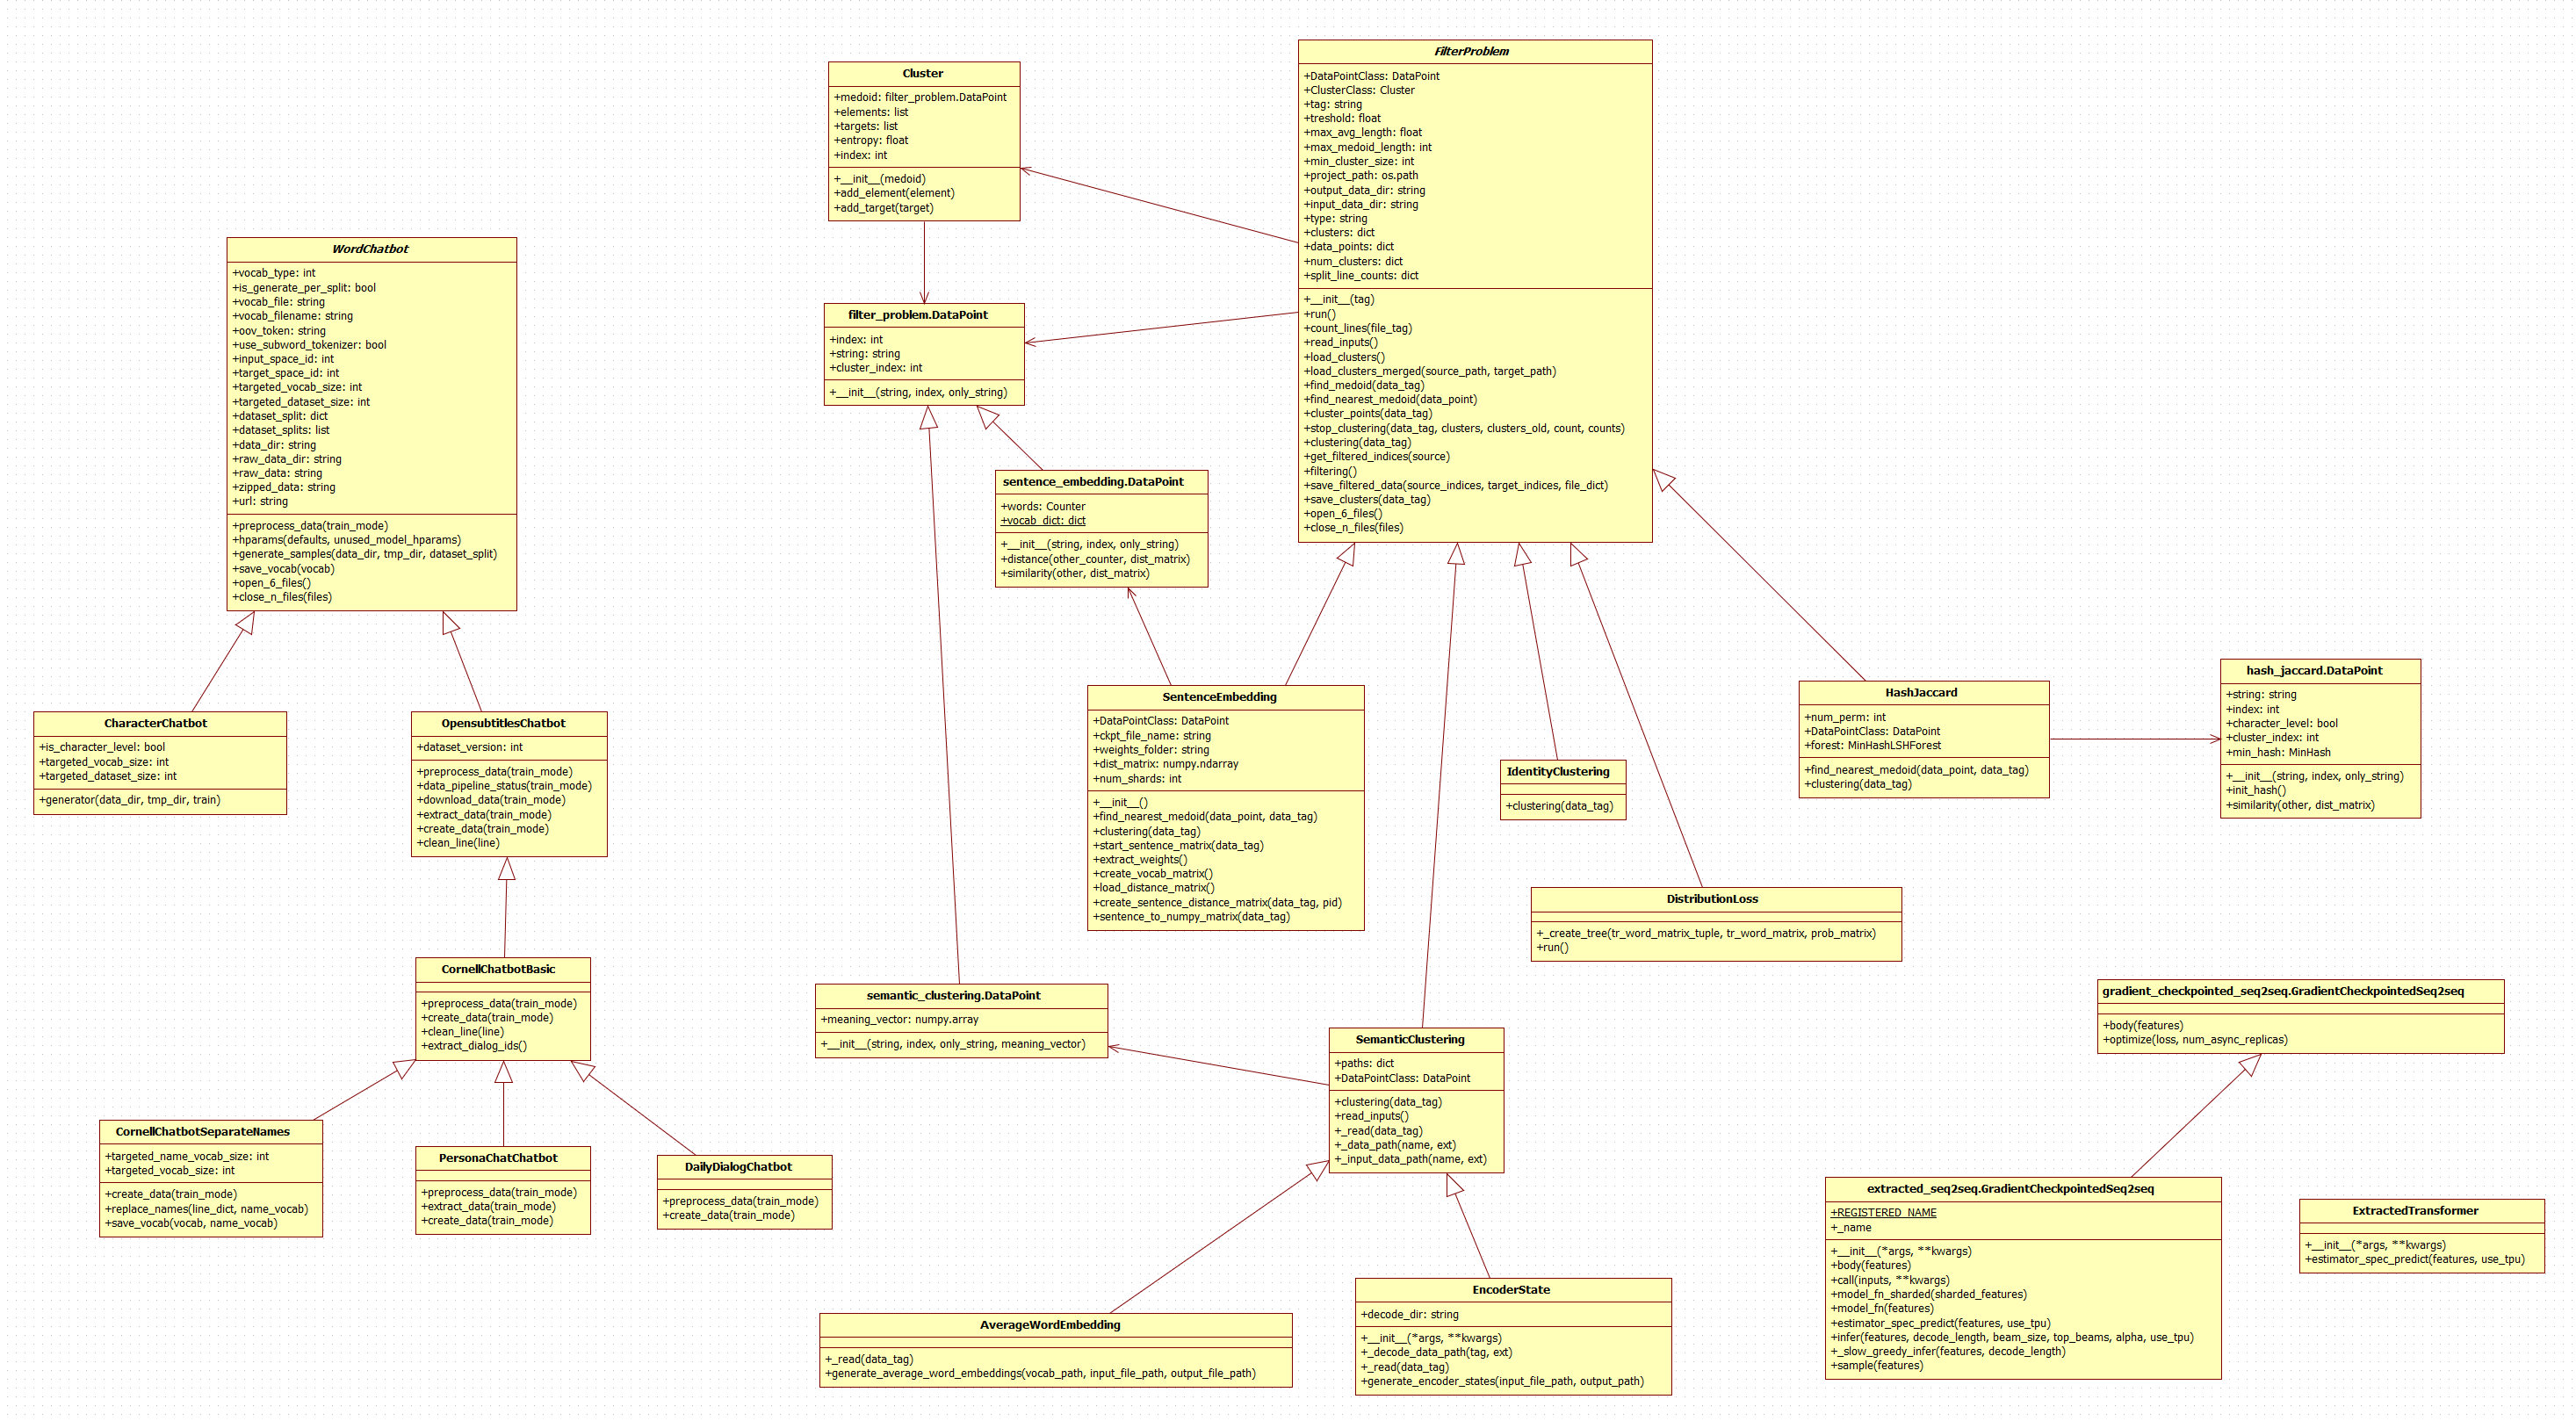 Cluster
+medoid: filter_problem.DataPoint
+elements: list
+targets: list
+entropy: float
+index: int
+__init__(medoid)
+add_element(element)
+add_target(target)
FilterProblem
+DataPointClass: DataPoint
+ClusterClass: Cluster
+tag: string
+treshold: float
+max_avg_length: float
+max_medoid_length: int
+min_cluster_size: int
+project_path: os.path
+output_data_dir: string
+input_data_dir: string
+type: string
+clusters: dict
+data_points: dict
+num_clusters: dict
+split_line_counts: dict
+__init__(tag)
+run()
+count_lines(file_tag)
+read_inputs()
+load_clusters()
+load_clusters_merged(source_path, target_path)
+find_medoid(data_tag)
+find_nearest_medoid(data_point)
+cluster_points(data_tag)
+stop_clustering(data_tag, clusters, clusters_old, count, counts)
+clustering(data_tag)
+get_filtered_indices(source)
+filtering()
+save_filtered_data(source_indices, target_indices, file_dict)
+save_clusters(data_tag)
+open_6_files()
+close_n_files(files)
WordChatbot
+vocab_type: int
+is_generate_per_split: bool
+vocab_file: string
+vocab_filename: string
+oov_token: string
+use_subword_tokenizer: bool
+input_space_id: int
+target_space_id: int
+targeted_vocab_size: int
+targeted_dataset_size: int
+dataset_split: dict
+dataset_splits: list
+data_dir: string
+raw_data_dir: string
+raw_data: string
+zipped_data: string
+url: string
+preprocess_data(train_mode)
+hparams(defaults, unused_model_hparams)
+generate_samples(data_dir, tmp_dir, dataset_split)
+save_vocab(vocab)
+open_6_files()
+close_n_files(files)
filter_problem.DataPoint
+index: int
+string: string
+cluster_index: int
+__init__(string, index, only_string)
sentence_embedding.DataPoint
+words: Counter
+vocab_dict: dict
+__init__(string, index, only_string)
+distance(other_counter, dist_matrix)
+similarity(other, dist_matrix)
CharacterChatbot
+is_character_level: bool
+targeted_vocab_size: int
+targeted_dataset_size: int
+generator(data_dir, tmp_dir, train)
OpensubtitlesChatbot
+dataset_version: int
+preprocess_data(train_mode)
+data_pipeline_status(train_mode)
+download_data(train_mode)
+extract_data(train_mode)
+create_data(train_mode)
+clean_line(line)
SentenceEmbedding
+DataPointClass: DataPoint
+ckpt_file_name: string
+weights_folder: string
+dist_matrix: numpy.ndarray
+num_shards: int
+__init__()
+find_nearest_medoid(data_point, data_tag)
+clustering(data_tag)
+start_sentence_matrix(data_tag)
+extract_weights()
+create_vocab_matrix()
+load_distance_matrix()
+create_sentence_distance_matrix(data_tag, pid)
+sentence_to_numpy_matrix(data_tag)
IdentityClustering
+clustering(data_tag)
HashJaccard
+num_perm: int
+DataPointClass: DataPoint
+forest: MinHashLSHForest
+find_nearest_medoid(data_point, data_tag)
+clustering(data_tag)
hash_jaccard.DataPoint
+string: string
+index: int
+character_level: bool
+cluster_index: int
+min_hash: MinHash
+__init__(string, index, only_string)
+init_hash()
+similarity(other, dist_matrix)
DistributionLoss
+_create_tree(tr_word_matrix_tuple, tr_word_matrix, prob_matrix)
+run()
CornellChatbotBasic
+preprocess_data(train_mode)
+create_data(train_mode)
+clean_line(line)
+extract_dialog_ids()
semantic_clustering.DataPoint
+meaning_vector: numpy.array
+__init__(string, index, only_string, meaning_vector)
SemanticClustering
+paths: dict
+DataPointClass: DataPoint
+clustering(data_tag)
+read_inputs()
+_read(data_tag)
+_data_path(name, ext)
+_input_data_path(name, ext)
gradient_checkpointed_seq2seq.GradientCheckpointedSeq2seq
+body(features)
+optimize(loss, num_async_replicas)
CornellChatbotSeparateNames
+targeted_name_vocab_size: int
+targeted_vocab_size: int
+create_data(train_mode)
+replace_names(line_dict, name_vocab)
+save_vocab(vocab, name_vocab)
PersonaChatChatbot
+preprocess_data(train_mode)
+extract_data(train_mode)
+create_data(train_mode)
DailyDialogChatbot
+preprocess_data(train_mode)
+create_data(train_mode)
extracted_seq2seq.GradientCheckpointedSeq2seq
+REGISTERED_NAME
+_name
+__init__(*args, **kwargs)
+body(features)
+call(inputs, **kwargs)
+model_fn_sharded(sharded_features)
+model_fn(features)
+estimator_spec_predict(features, use_tpu)
+infer(features, decode_length, beam_size, top_beams, alpha, use_tpu)
+_slow_greedy_infer(features, decode_length)
+sample(features)
ExtractedTransformer
+__init__(*args, **kwargs)
+estimator_spec_predict(features, use_tpu)
AverageWordEmbedding
+_read(data_tag)
+generate_average_word_embeddings(vocab_path, input_file_path, output_file_path)
EncoderState
+decode_dir: string
+__init__(*args, **kwargs)
+_decode_data_path(tag, ext)
+_read(data_tag)
+generate_encoder_states(input_file_path, output_path)